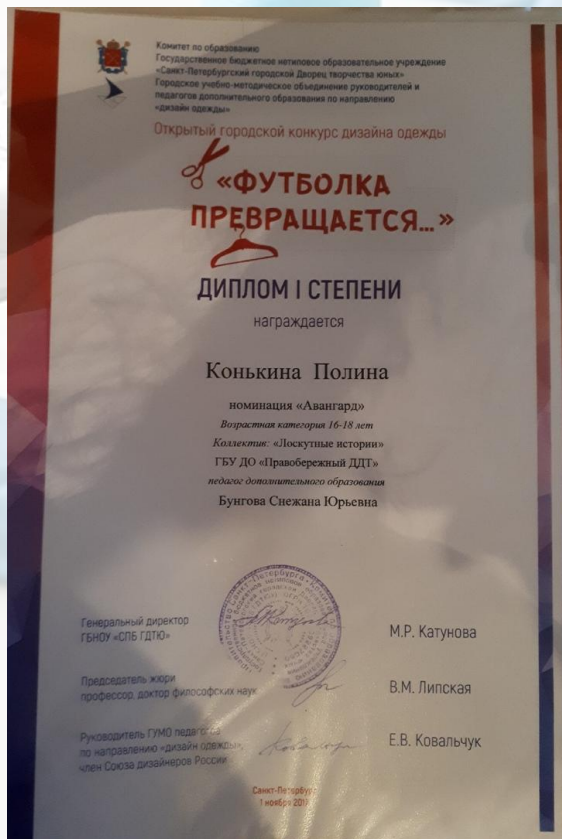 Комитет по образованию
Государственное бюджетное нетиповое образовательное учреждение
«Санкт-Петербургский городской Дворец творчества юных»
Городское учебно-методическое объединение руководителей и
педагогов дополнительного образования по направлению
«дизайн одежды»
Открытый городской конкурс дизайна одежды
«ФУТБОЛКА
ПРЕВРАЩАЕТСЯ...»
ДИПЛОМ I СТЕПЕНИ
награждается
Конькина Полина
номинация «Авангард»
Возрастная категория 16-18 лет
Коллектив: «Лоскутные истории»
ГБУ ДО «Правобережный ДДТ»
педагог дополнительного образования
Бунгова Снежана Юрьевна
Генеральный директор
ГБНОУ «СПБ ГДТЮ»
М.Р. Катунова
Председатель жюри
профессор, доктор философских наук
В.М. Липская
Руководитель ГУМО педагогов
по направлению «дизайн одежды»,
член Союза дизайнеров России
Е.В. Ковальчук
Санкт-Петербург
1 ноября